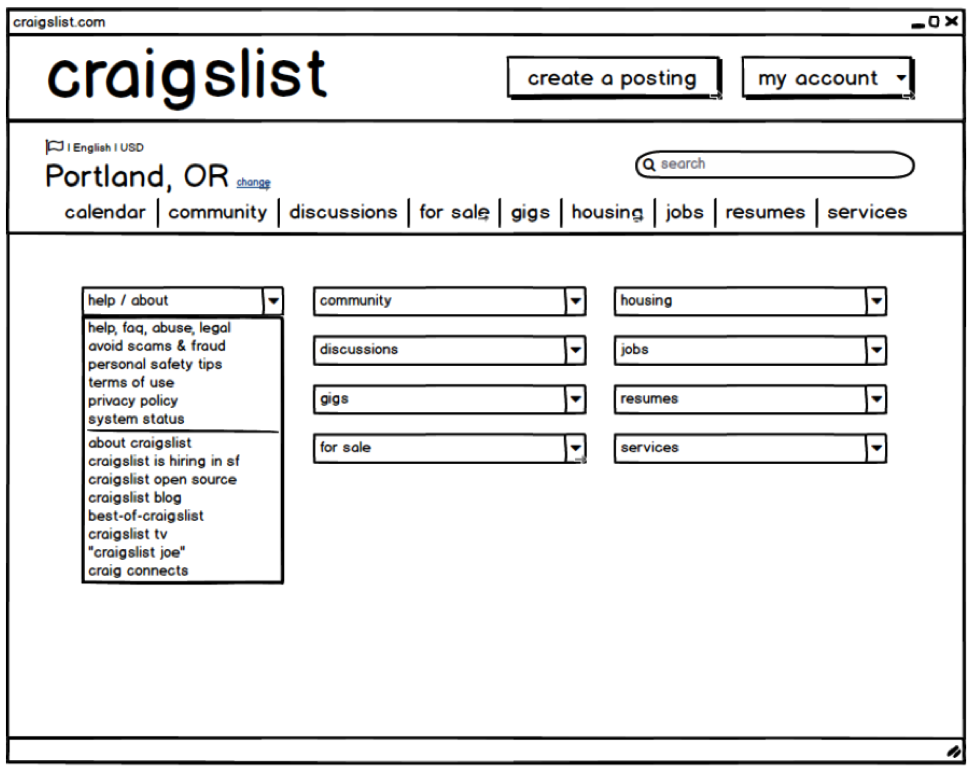 craigslist.com
craigslist
create a posting
my account
| English | USD
Portland, OR change
search
calendar | community | discussions | for sale | gigs | housing | jobs | resumes | services
help / about
help, faq, abuse, legal
avoid scams & fraud
personal safety tips
terms of use
privacy policy
system status
about craigslist
craigslist is hiring in sf
craigslist open source
craigslist blog
best-of-craigslist
craigslist tv
"craigslist joe"
craig connects
community
discussions
gigs
for sale
housing
jobs
resumes
services